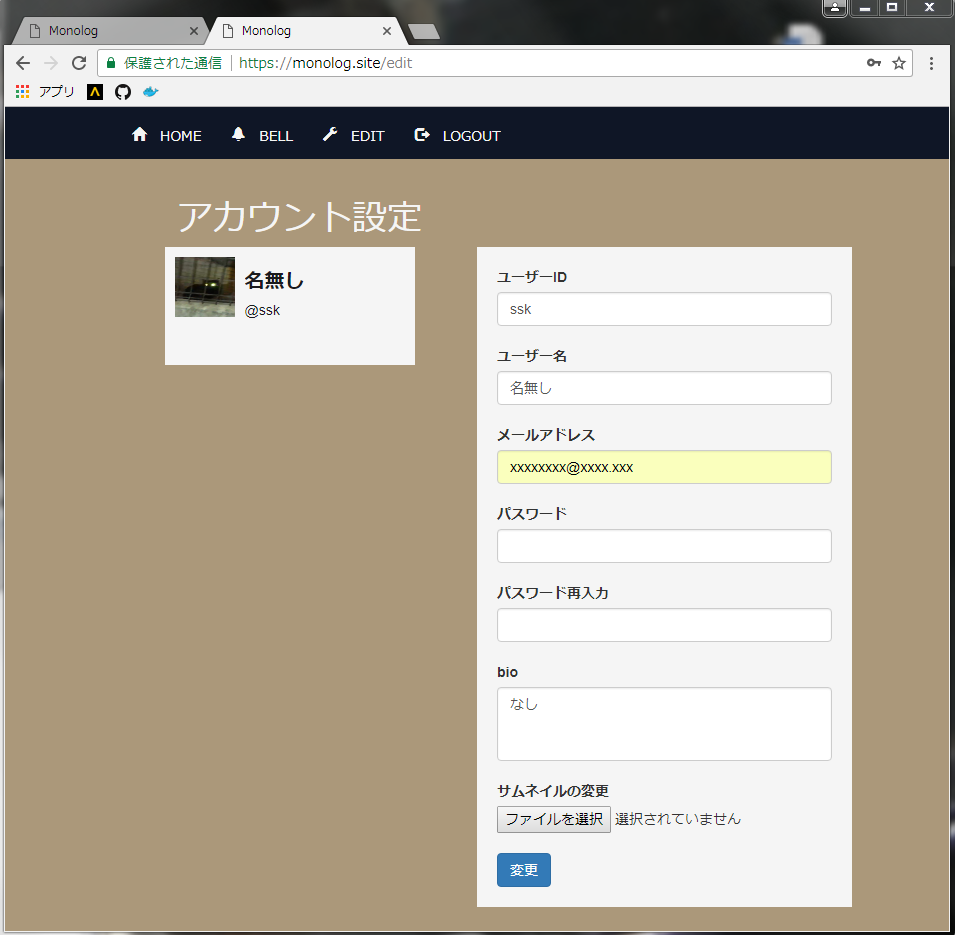 Monolog
Monolog
保護された通信 https://monolog.site/edit
アプリ
HOME BELL EDIT LOGOUT
アカウント設定
名無し
@ssk
ユーザーID
ssk
ユーザー名
名無し
メールアドレス
xxxxxxxx@xxxx.xxx
パスワード
パスワード再入力
bio
なし
サムネイルの変更
ファイルを選択 選択されていません
変更